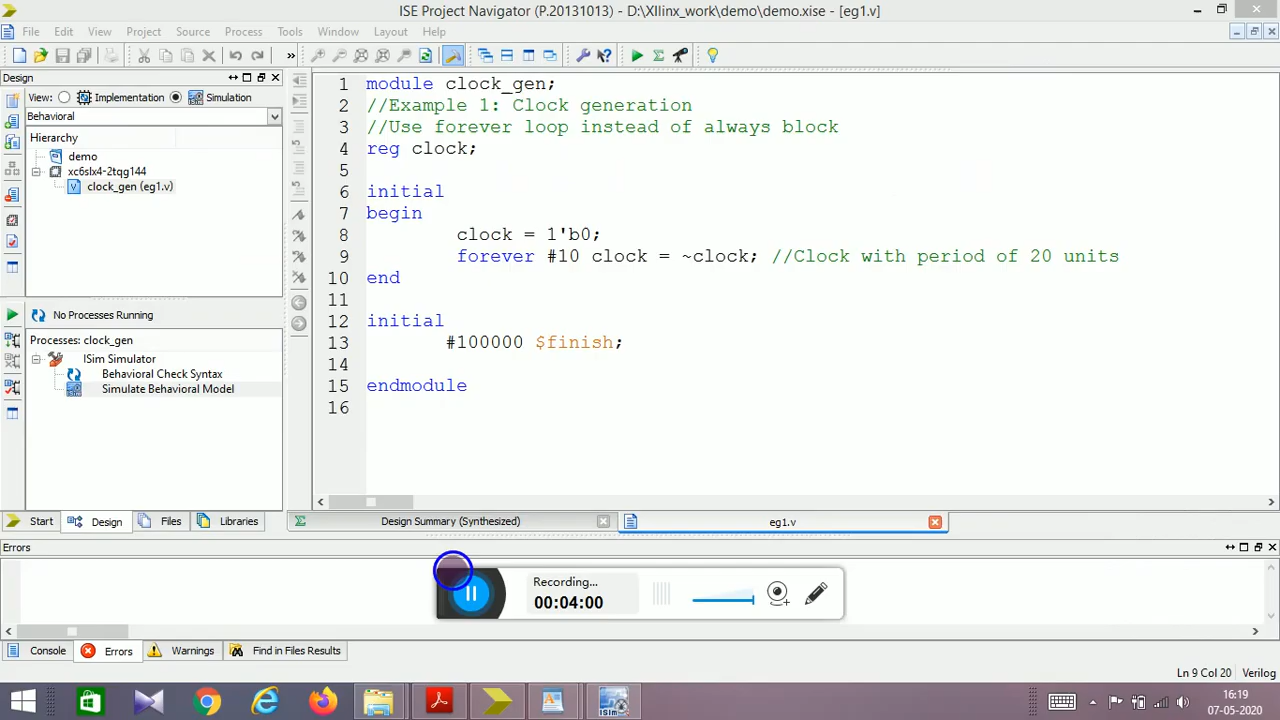 ISE Project Navigator (P.20131013) - D:\XIlinx_work\demo\demo.xise - [eg1.v]
File Edit View Project Source Process Tools Window Layout Help
Design
View: Implementation Simulation
Behavioral
Hierarchy
demo
xc6slx4-2tqg144
clock_gen (eg1.v)
No Processes Running
Processes: clock_gen
ISim Simulator
Behavioral Check Syntax
Simulate Behavioral Model
Start Design Files Libraries
1 module clock_gen;
2 //Example 1: Clock generation
3 //Use forever loop instead of always block
4 reg clock;
5
6 initial
7 begin
8 clock = 1'b0;
9 forever #10 clock = ~clock; //Clock with period of 20 units
10 end
11
12 initial
13 #100000 $finish;
14
15 endmodule
16
Design Summary (Synthesized) eg1.v
Errors
Recording...
00:04:00
Console Errors Warnings Find in Files Results
Ln 9 Col 20 Verilog
ISim
16:19
07-05-2020